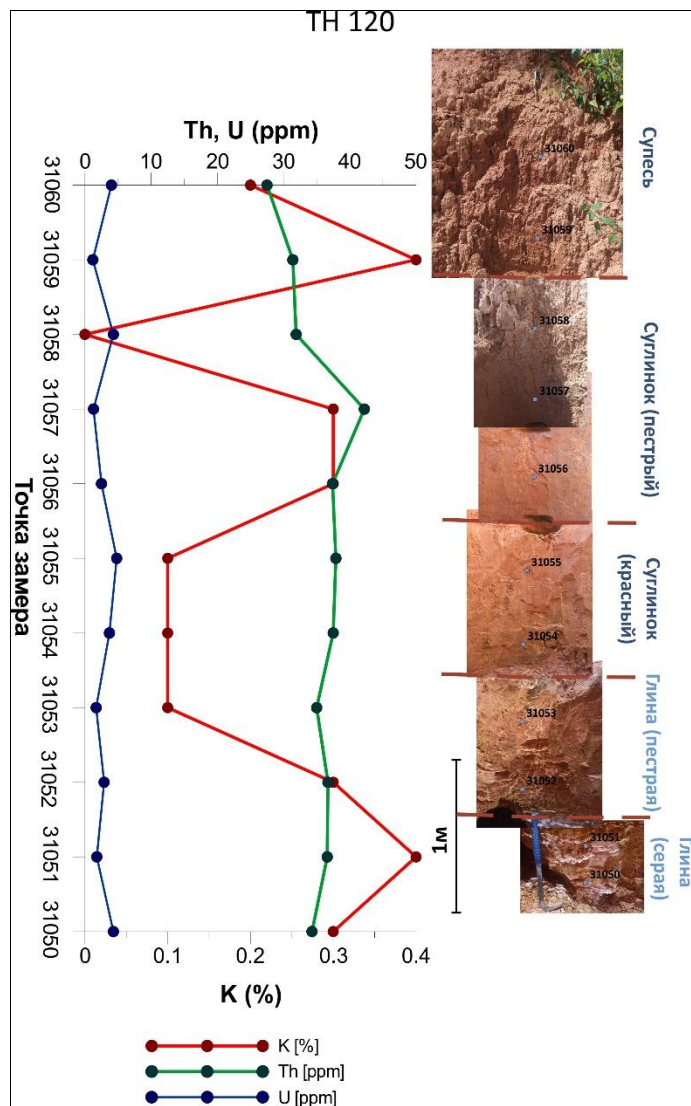 TH 120
Th, U (ppm)
0 10 20 30 40 50
31060
31059
31058
31057
31056
31055
31054
31053
31052
31051
31050
Точка замера
0 0.1 0.2 0.3 0.4
K (%)
K [%]
Th [ppm]
U [ppm]
31060
31059
31058
31057
31056
31055
31054
31053
31052
31051
31050
1м
Супесь
Суглинок (пестрый)
Суглинок
(красный)
Глина (пестрая)
Глина
(серая)